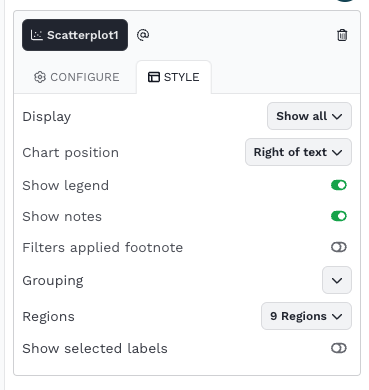 Scatterplot1 @
CONFIGURE STYLE
Display Show all
Chart position Right of text
Show legend
Show notes
Filters applied footnote
Grouping
Regions 9 Regions
Show selected labels